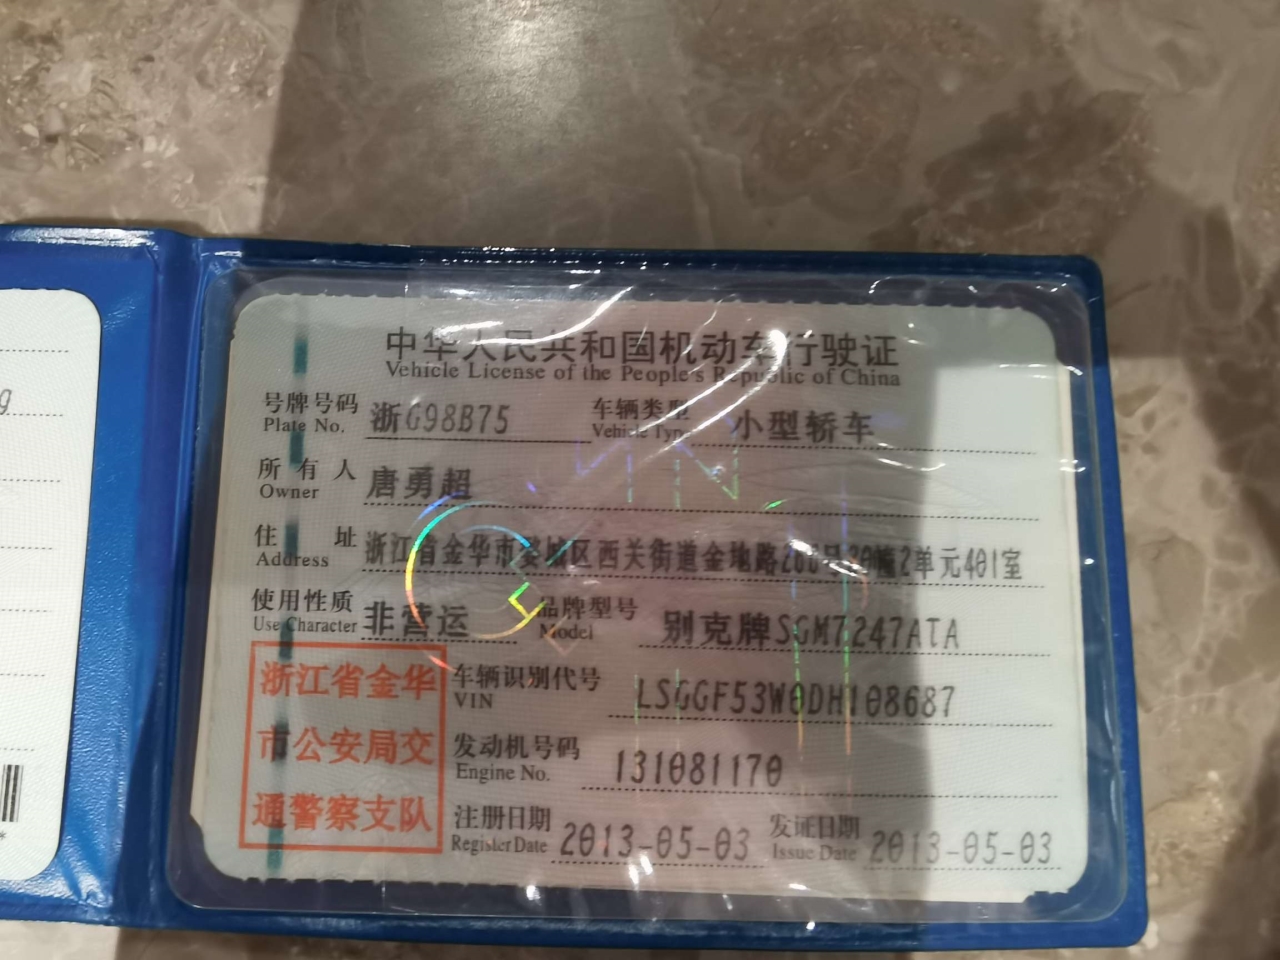 中华人民共和国机动车行驶证
Vehicle License of the People's Republic of China
号牌号码 浙G98B75 车辆类型 小型轿车
Plate No. Vehicle Type
所有人 唐勇超
Owner
住址 浙江省金华市婺城区西关街道金地路 号 幢2单元401室
Address
使用性质 非营运 品牌型号 别克牌SGM7247ATA
Use Character Model
浙江省金华
市公安局交
通警察支队
车辆识别代号 LSGGF53W0DH108687
VIN
发动机号码 131081170
Engine No.
注册日期 2013-05-03 发证日期 2013-05-03
Register Date Issue Date
g